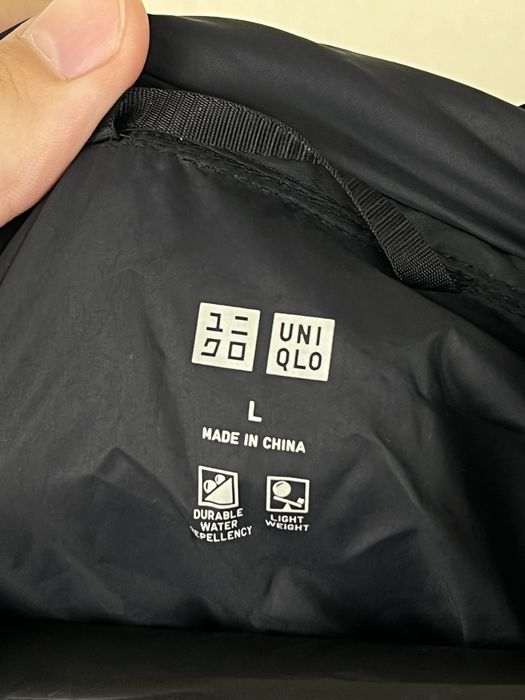 ユニ UNI
クロ QLO
L
MADE IN CHINA
DURABLE LIGHT
WATER WEIGHT
REPELLENCY